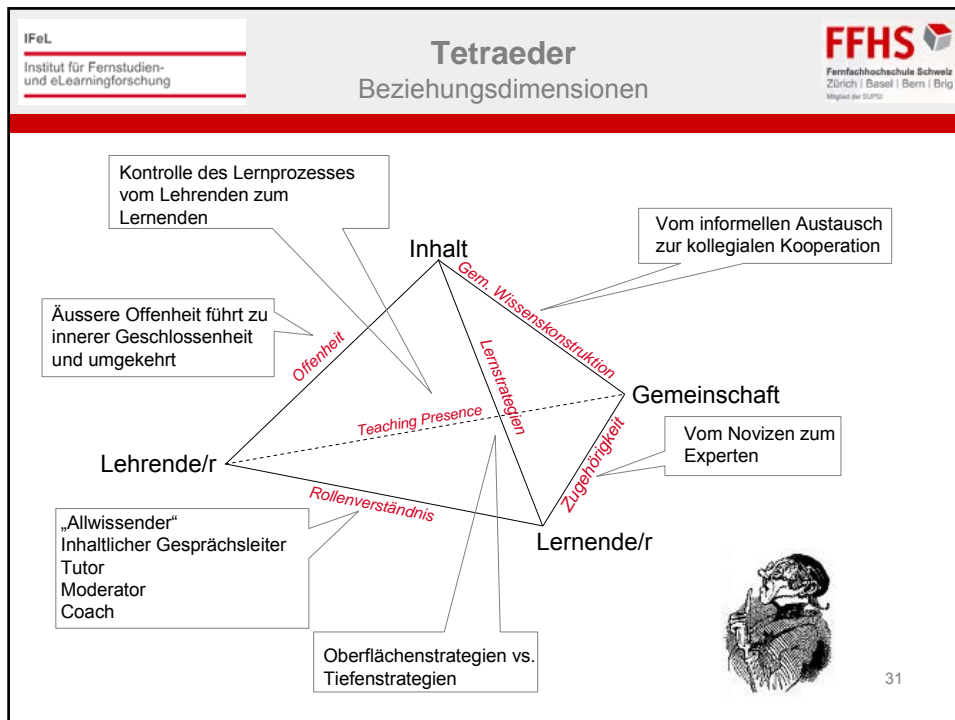 IFeL
Institut für Fernstudien-
und eLearningforschung
Tetraeder
Beziehungsdimensionen
FFHS
Fernfachhochschule Schweiz
Zürich | Basel | Bern | Brig
Mitglied der SUPSI
Kontrolle des Lernprozesses
vom Lehrenden zum
Lernenden
Vom informellen Austausch
zur kollegialen Kooperation
Inhalt
Äussere Offenheit führt zu
innerer Geschlossenheit
und umgekehrt
Offenheit
Gem. Wissenskonstruktion
Lernstrategien
Gemeinschaft
Teaching Presence
Zugehörigkeit
Vom Novizen zum
Experten
Lehrende/r
Rollenverständnis
Lernende/r
„Allwissender“
Inhaltlicher Gesprächsleiter
Tutor
Moderator
Coach
Oberflächenstrategien vs.
Tiefenstrategien
31